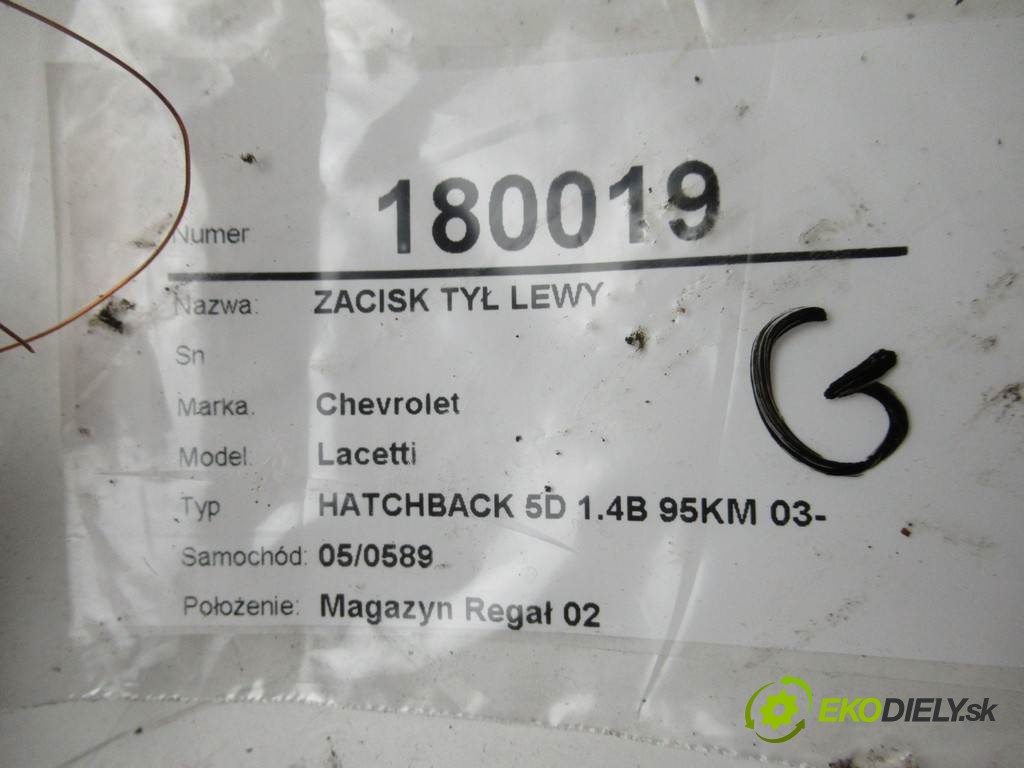 Numer 180019
Nazwa: ZACISK TYŁ LEWY
Sn
Marka: Chevrolet
Model: Lacetti
Typ HATCHBACK 5D 1.4B 95KM 03-
Samochód: 05/0589
Położenie: Magazyn Regał 02
G
EKODIELY.sk